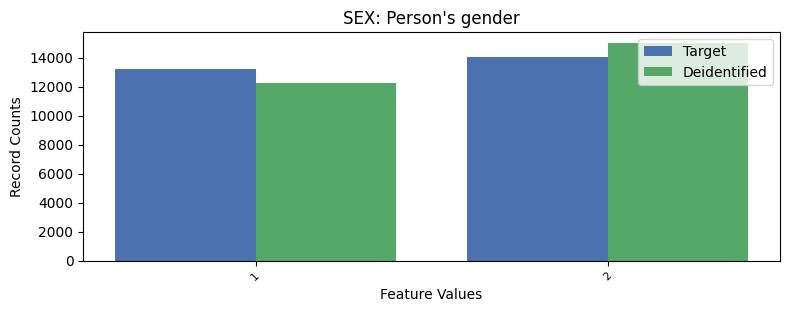 SEX: Person's gender
Target
Deidentified
Record Counts
14000
12000
10000
8000
6000
4000
2000
0
1
2
Feature Values